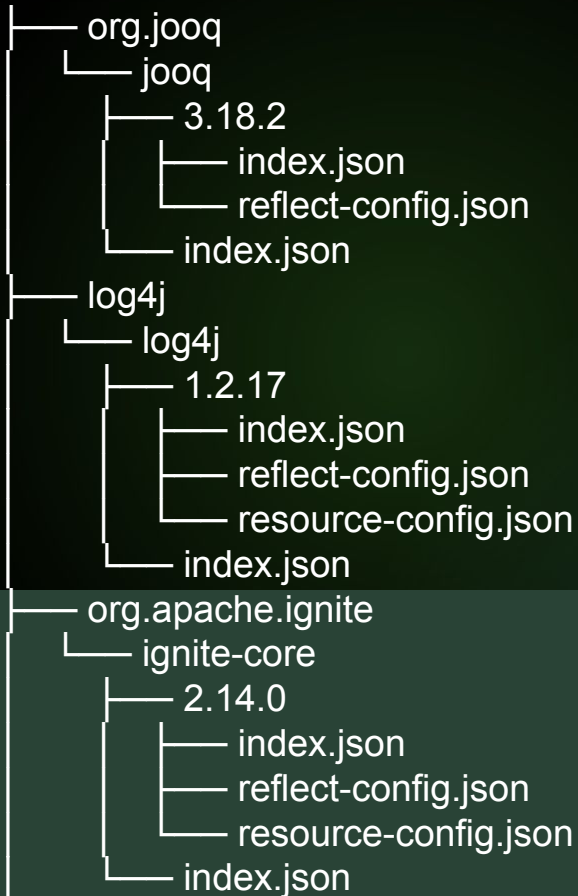 ├── org.jooq
│   └── jooq
│       ├── 3.18.2
│       │   ├── index.json
│       │   └── reflect-config.json
│       └── index.json
├── log4j
│   └── log4j
│       ├── 1.2.17
│       │   ├── index.json
│       │   ├── reflect-config.json
│       │   └── resource-config.json
│       └── index.json
├── org.apache.ignite
│   └── ignite-core
│       ├── 2.14.0
│       │   ├── index.json
│       │   ├── reflect-config.json
│       │   └── resource-config.json
│       └── index.json